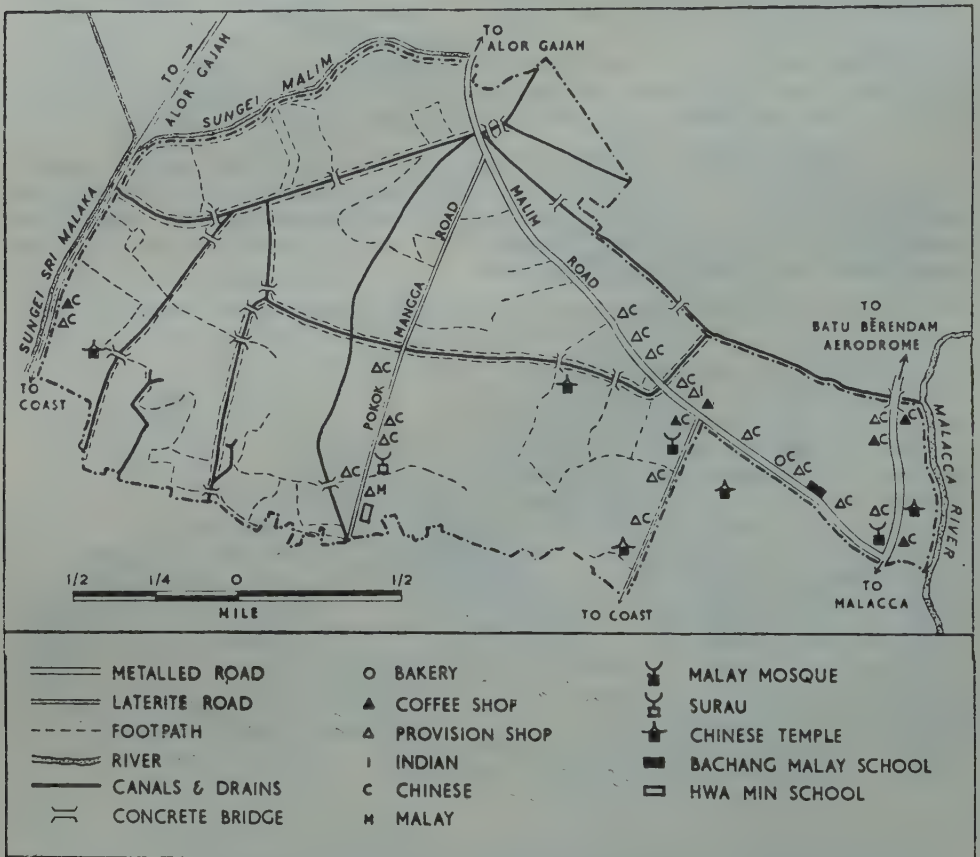 TO
ALOR GAJAH
TO →
ALOR GAJAH
SUNGEI MALIM
SUNGEI SRI MALAKA
MALIM ROAD
POKOK MANGGA ROAD
TO
BATU BĔRENDAM
AERODROME
MALACCA RIVER
TO
COAST
C
C
C
C
C
C
M
C
C
C
C
I
C
C
C
C
C
C
C
C
C
C
C
C
TO COAST
TO
MALACCA
1/2 1/4 0 1/2
MILE
METALLED ROAD
LATERITE ROAD
FOOTPATH
RIVER
CANALS & DRAINS
CONCRETE BRIDGE
BAKERY
COFFEE SHOP
PROVISION SHOP
I INDIAN
C CHINESE
M MALAY
MALAY MOSQUE
SURAU
CHINESE TEMPLE
BACHANG MALAY SCHOOL
HWA MIN SCHOOL